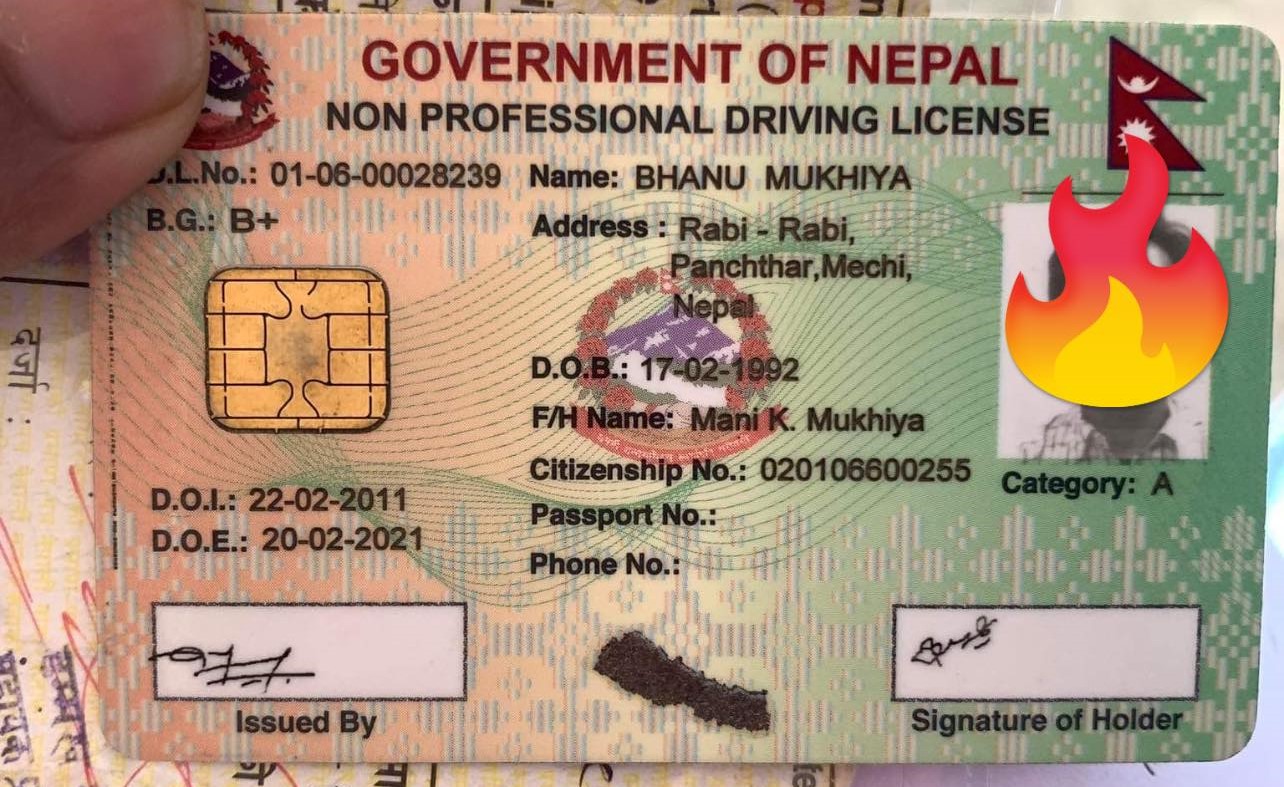 GOVERNMENT OF NEPAL
NON PROFESSIONAL DRIVING LICENSE
.L.No.: 01-06-00028239
B.G.: B+
Name: BHANU MUKHIYA
Address : Rabi - Rabi,
Panchthar,Mechi,
Nepal
D.O.B.: 17-02-1992
F/H Name: Mani K. Mukhiya
Citizenship No.: 020106600255
Passport No.:
Phone No.:
Category: A
D.O.I.: 22-02-2011
D.O.E.: 20-02-2021
Issued By
Signature of Holder
दर्जा :